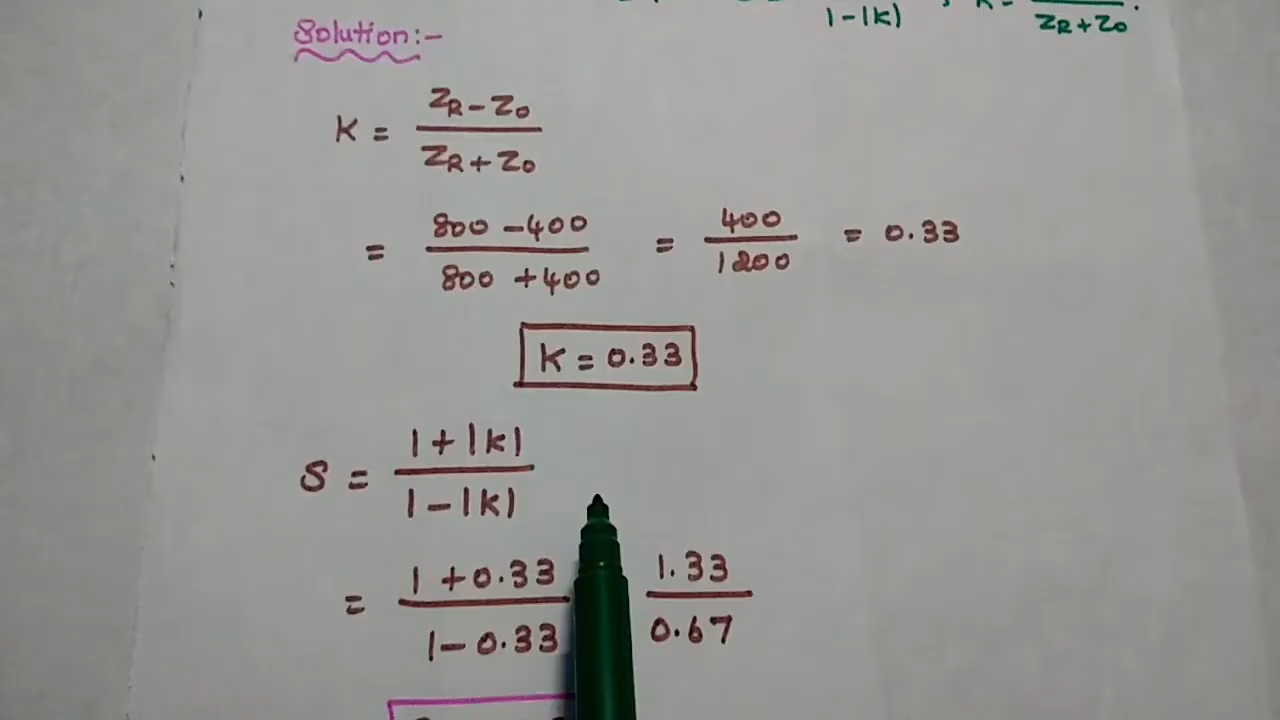 1-|k|
Z_R+Z_0
Solution:-
K = Z_R-Z_0 / Z_R+Z_0
= 800-400 / 800+400 = 400 / 1200 = 0.33
K = 0.33
S = 1+|k| / 1-|k|
= 1+0.33 / 1-0.33 1.33 / 0.67